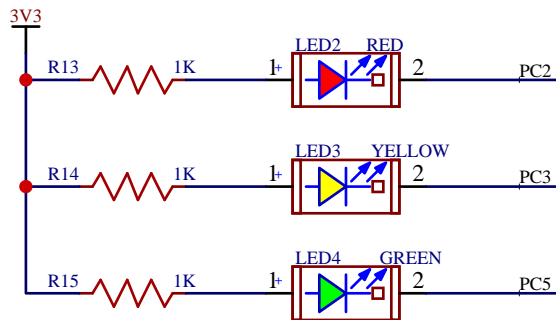 3V3
LED2 RED
R13 1K 1+ 2 PC2
LED3 YELLOW
R14 1K 1+ 2 PC3
LED4 GREEN
R15 1K 1+ 2 PC5